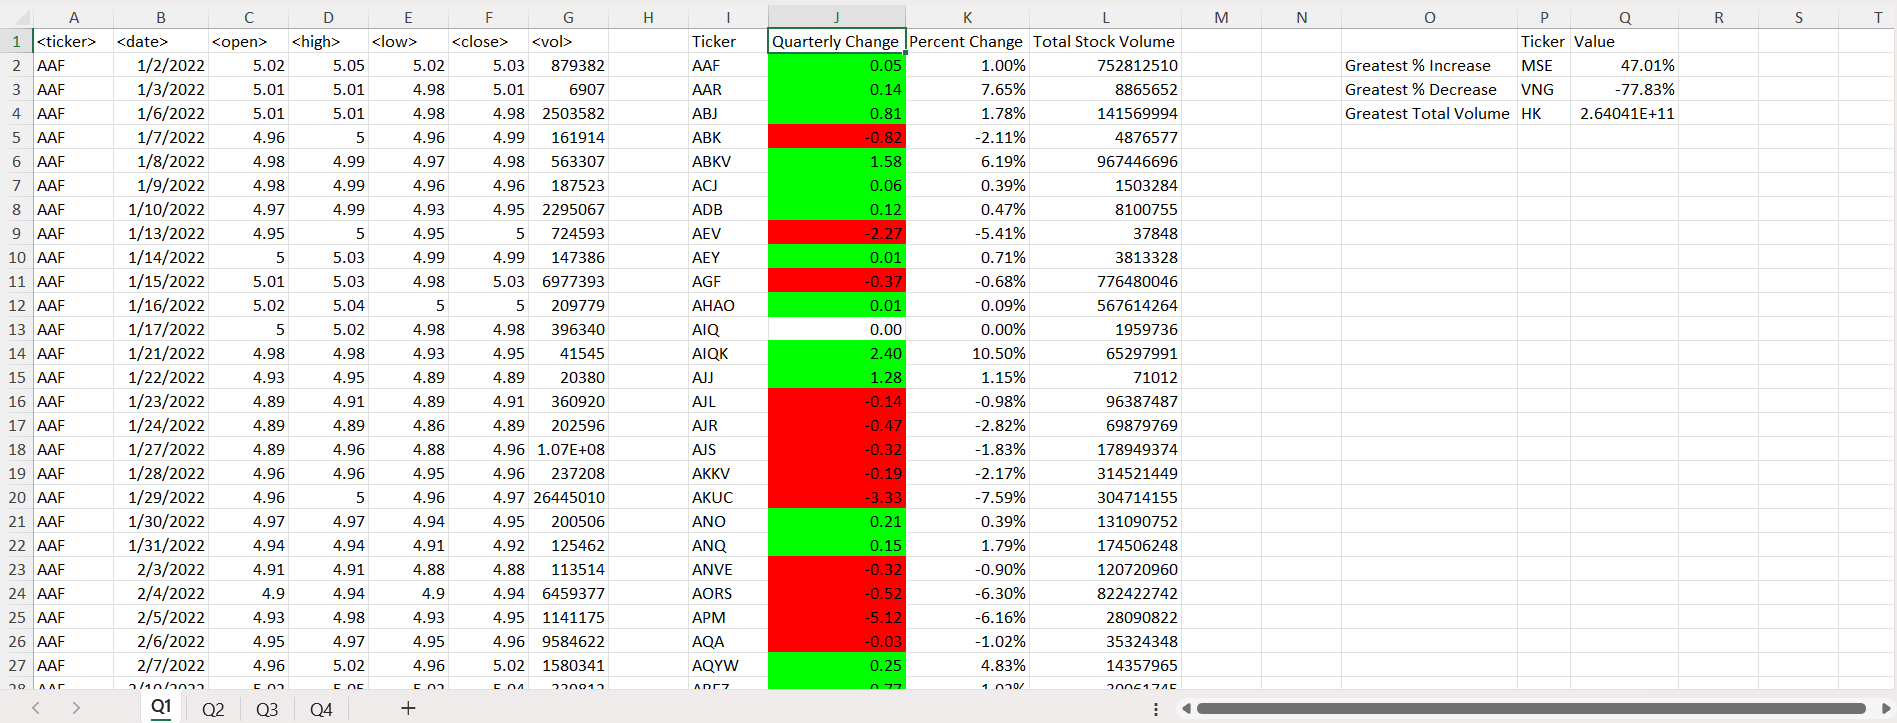 A B C D E F G H I J K L M N O P Q R S T
1 <ticker> <date> <open> <high> <low> <close> <vol> Ticker Quarterly Change Percent Change Total Stock Volume Ticker Value
2 AAF 1/2/2022 5.02 5.05 5.02 5.03 879382 AAF 0.05 1.00% 752812510 Greatest % Increase MSE 47.01%
3 AAF 1/3/2022 5.01 5.01 4.98 5.01 6907 AAR 0.14 7.65% 8865652 Greatest % Decrease VNG -77.83%
4 AAF 1/6/2022 5.01 5.01 4.98 4.98 2503582 ABJ 0.81 1.78% 141569994 Greatest Total Volume HK 2.64041E+11
5 AAF 1/7/2022 4.96 5 4.96 4.99 161914 ABK -0.82 -2.11% 4876577
6 AAF 1/8/2022 4.98 4.99 4.97 4.98 563307 ABKV 1.58 6.19% 967446696
7 AAF 1/9/2022 4.98 4.99 4.96 4.96 187523 ACJ 0.06 0.39% 1503284
8 AAF 1/10/2022 4.97 4.99 4.93 4.95 2295067 ADB 0.12 0.47% 8100755
9 AAF 1/13/2022 4.95 5 4.95 5 724593 AEV -2.27 -5.41% 37848
10 AAF 1/14/2022 5 5.03 4.99 4.99 147386 AEY 0.01 0.71% 3813328
11 AAF 1/15/2022 5.01 5.03 4.98 5.03 6977393 AGF -0.37 -0.68% 776480046
12 AAF 1/16/2022 5.02 5.04 5 5 209779 AHAO 0.01 0.09% 567614264
13 AAF 1/17/2022 5 5.02 4.98 4.98 396340 AIQ 0.00 0.00% 1959736
14 AAF 1/21/2022 4.98 4.98 4.93 4.95 41545 AIQK 2.40 10.50% 65297991
15 AAF 1/22/2022 4.93 4.95 4.89 4.89 20380 AJJ 1.28 1.15% 71012
16 AAF 1/23/2022 4.89 4.91 4.89 4.91 360920 AJL -0.14 -0.98% 96387487
17 AAF 1/24/2022 4.89 4.89 4.86 4.89 202596 AJR -0.47 -2.82% 69879769
18 AAF 1/27/2022 4.89 4.96 4.88 4.96 1.07E+08 AJS -0.32 -1.83% 178949374
19 AAF 1/28/2022 4.96 4.96 4.95 4.96 237208 AKKV -0.19 -2.17% 314521449
20 AAF 1/29/2022 4.96 5 4.96 4.97 26445010 AKUC -3.33 -7.59% 304714155
21 AAF 1/30/2022 4.97 4.97 4.94 4.95 200506 ANO 0.21 0.39% 131090752
22 AAF 1/31/2022 4.94 4.94 4.91 4.92 125462 ANQ 0.15 1.79% 174506248
23 AAF 2/3/2022 4.91 4.91 4.88 4.88 113514 ANVE -0.32 -0.90% 120720960
24 AAF 2/4/2022 4.9 4.94 4.9 4.94 6459377 AORS -0.52 -6.30% 822422742
25 AAF 2/5/2022 4.93 4.98 4.93 4.95 1141175 APM -5.12 -6.16% 28090822
26 AAF 2/6/2022 4.95 4.97 4.95 4.96 9584622 AQA -0.03 -1.02% 35324348
27 AAF 2/7/2022 4.96 5.02 4.96 5.02 1580341 AQYW 0.25 4.83% 14357965
Q1 Q2 Q3 Q4